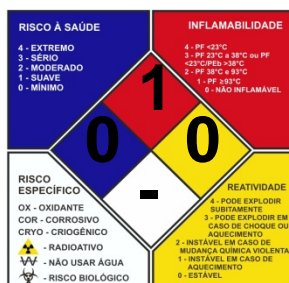 RISCO À SAÚDE
4 - EXTREMO
3 - SÉRIO
2 - MODERADO
1 - SUAVE
0 - MÍNIMO
INFLAMABILIDADE
4 - PF <23°C
3 - PF 23°C a 38°C ou PF
<23°C/PEb >38°C
2 - PF 38°C e 93°C
1 - PF ≥93°C
0 - NÃO INFLAMÁVEL
1
0
0
-
RISCO
ESPECÍFICO
OX - OXIDANTE
COR - CORROSIVO
CRYO - CRIOGÊNICO
- RADIOATIVO
W - NÃO USAR ÁGUA
- RISCO BIOLÓGICO
REATIVIDADE
4 - PODE EXPLODIR
SUBITAMENTE
3 - PODE EXPLODIR EM
CASO DE CHOQUE OU
AQUECIMENTO
2 - INSTÁVEL EM CASO DE
MUDANÇA QUÍMICA VIOLENTA
1 - INSTÁVEL EM CASO DE
AQUECIMENTO
0 - ESTÁVEL